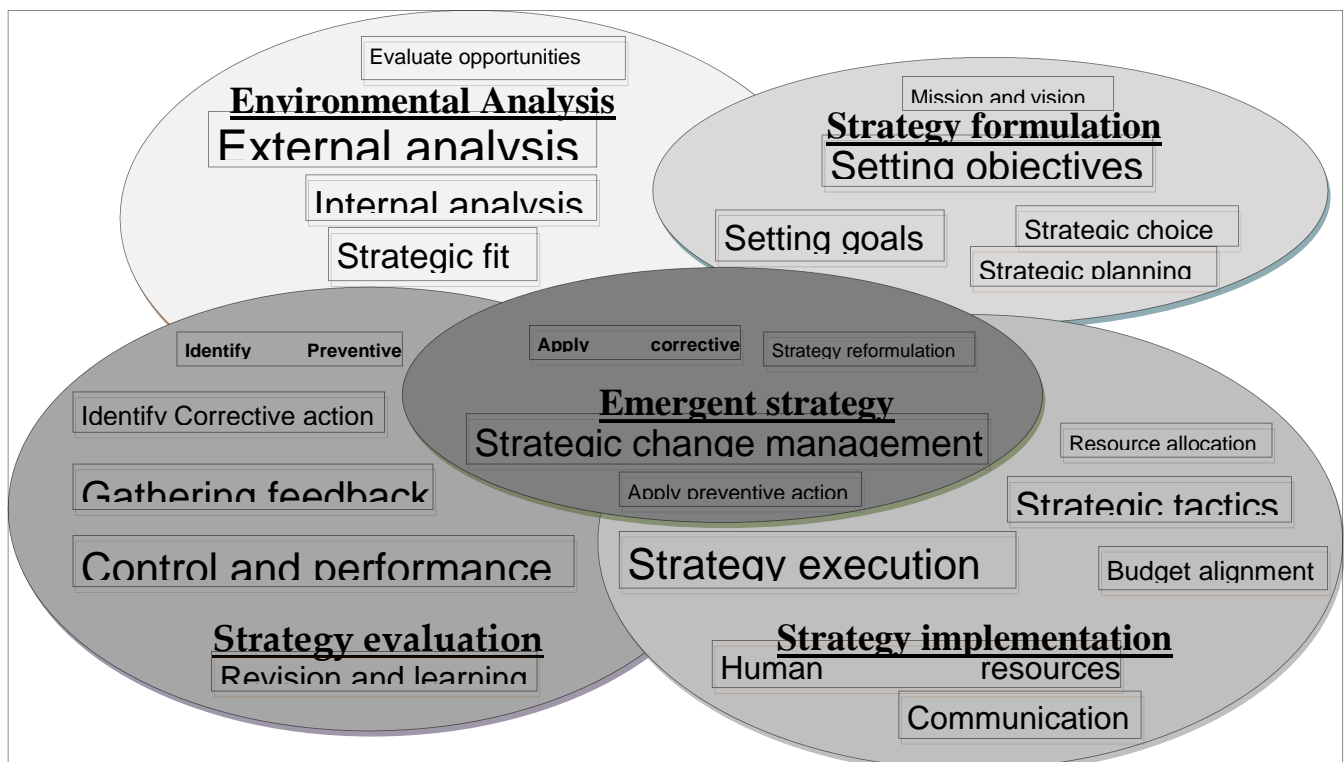 Evaluate opportunities
Environmental Analysis
External analysis
Internal analysis
Strategic fit
Mission and vision
Strategy formulation
Setting objectives
Setting goals
Strategic choice
Strategic planning
Identify Preventive
Identify Corrective action
Gathering feedback
Control and performance
Strategy evaluation
Revision and learning
Apply corrective
Strategy reformulation
Emergent strategy
Strategic change management
Apply preventive action
Resource allocation
Strategic tactics
Strategy execution
Budget alignment
Strategy implementation
Human resources
Communication